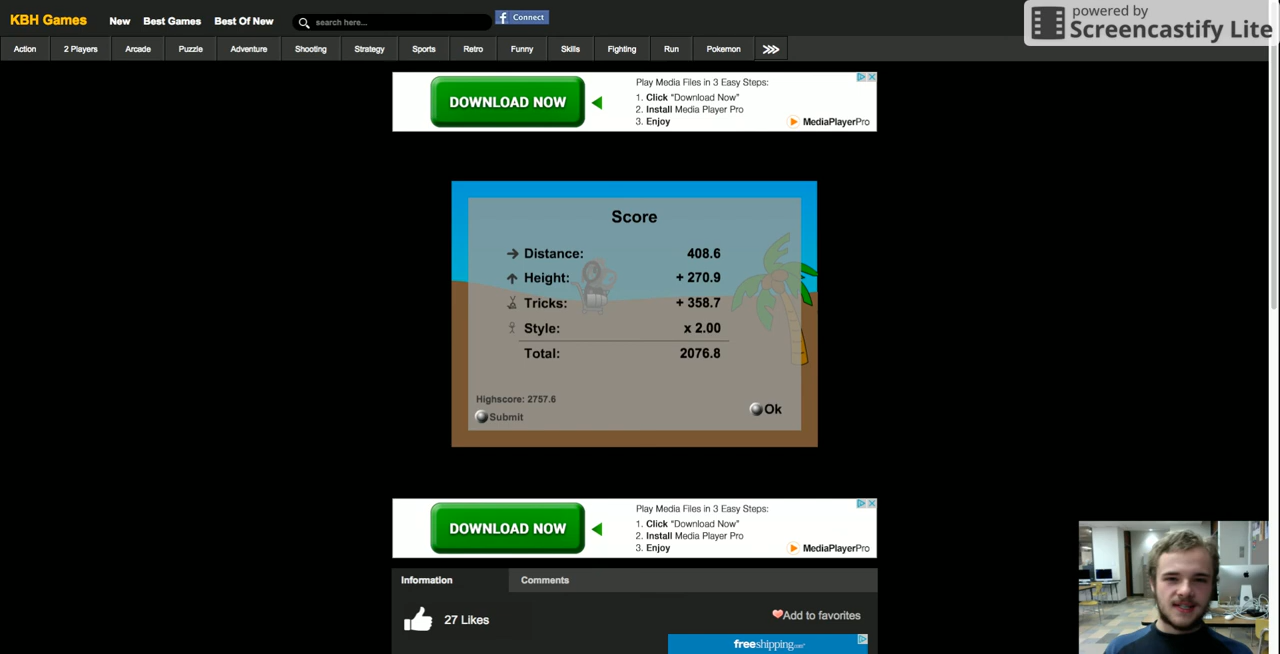 KBH Games
New
Best Games
Best Of New
search here...
f Connect
powered by
Screencastify Lite
Action
2 Players
Arcade
Puzzle
Adventure
Shooting
Strategy
Sports
Retro
Funny
Skills
Fighting
Run
Pokemon
DOWNLOAD NOW
Play Media Files in 3 Easy Steps:
1. Click "Download Now"
2. Install Media Player Pro
3. Enjoy
MediaPlayerPro
Score
Distance: 408.6
Height: + 270.9
Tricks: + 358.7
Style: x 2.00
Total: 2076.8
Highscore: 2757.6
Submit
Ok
DOWNLOAD NOW
Play Media Files in 3 Easy Steps:
1. Click "Download Now"
2. Install Media Player Pro
3. Enjoy
MediaPlayerPro
Information
Comments
27 Likes
Add to favorites
freeshipping.com